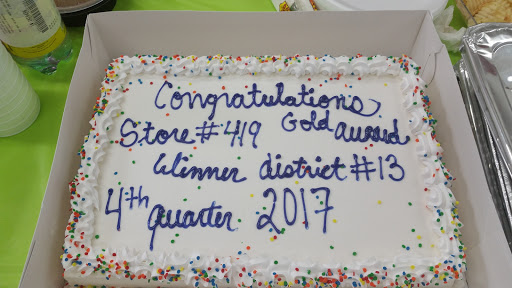 Congratulations
Store #419 Gold award
Winner district #13
4th quarter 2017